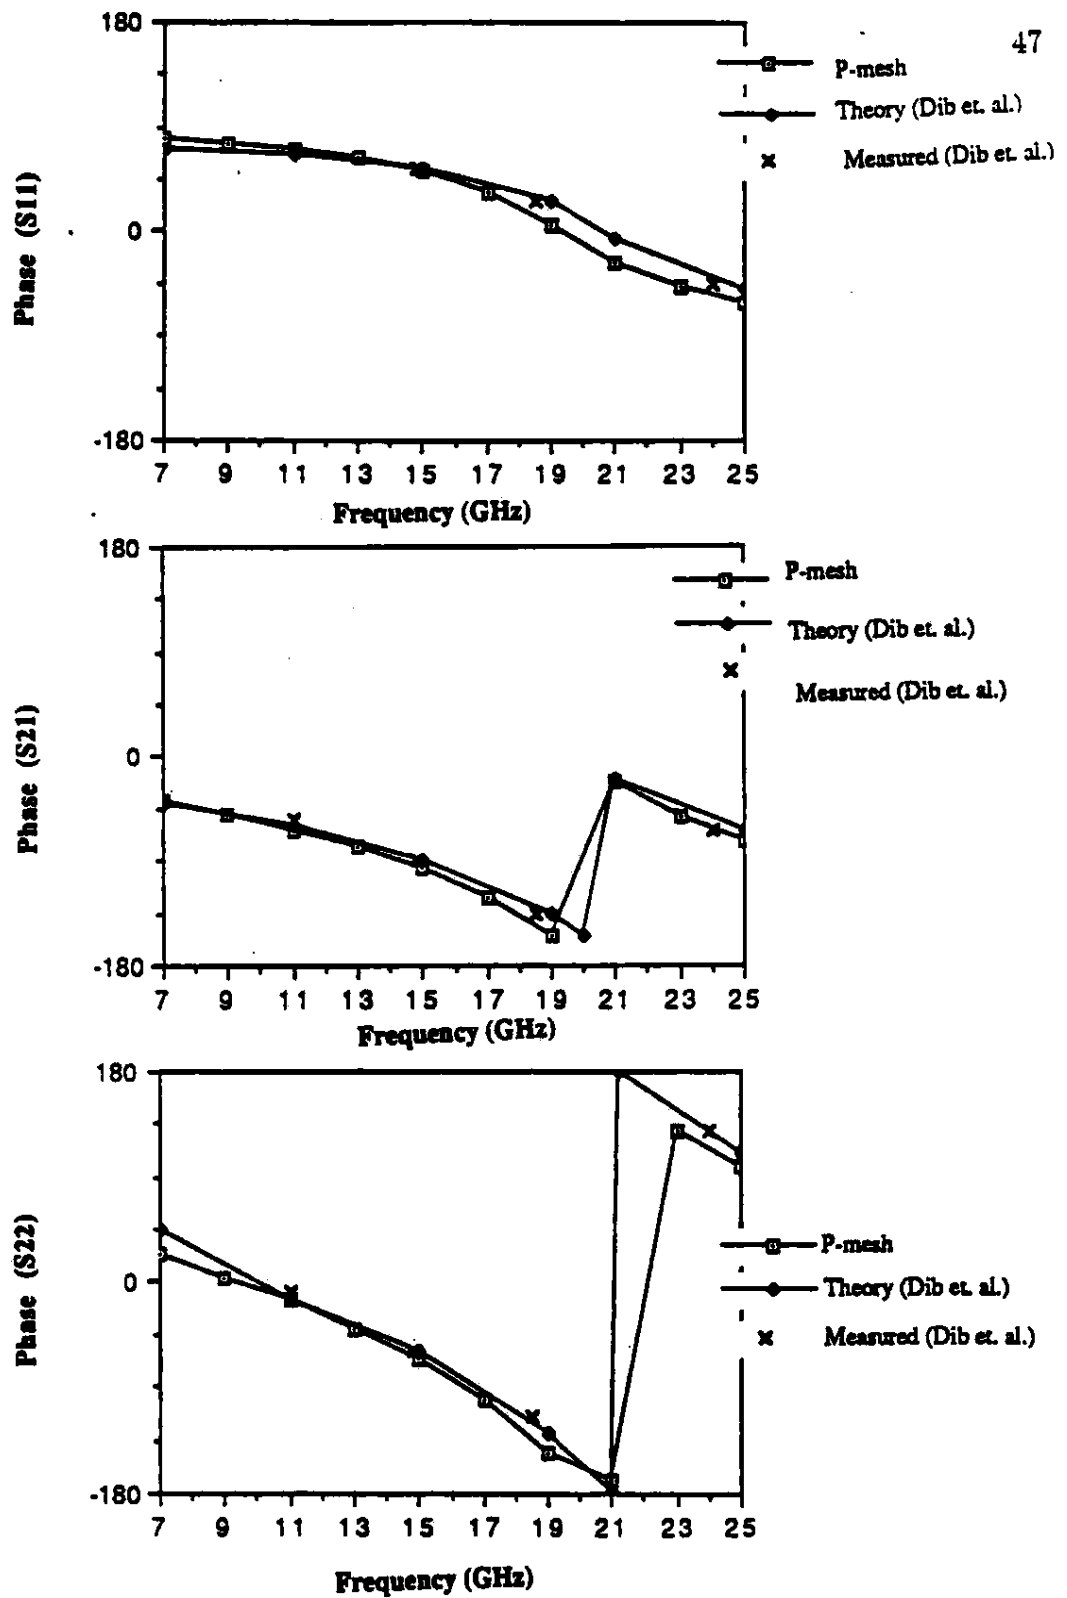 47
180
P-mesh
Theory (Dib et. al.)
Measured (Dib et. al.)
Phase (S11)
0
-180
7 9 11 13 15 17 19 21 23 25
Frequency (GHz)
180
P-mesh
Theory (Dib et. al.)
Measured (Dib et. al.)
Phase (S21)
0
-180
7 9 11 13 15 17 19 21 23 25
Frequency (GHz)
180
Phase (S22)
0
P-mesh
Theory (Dib et. al.)
Measured (Dib et. al.)
-180
7 9 11 13 15 17 19 21 23 25
Frequency (GHz)